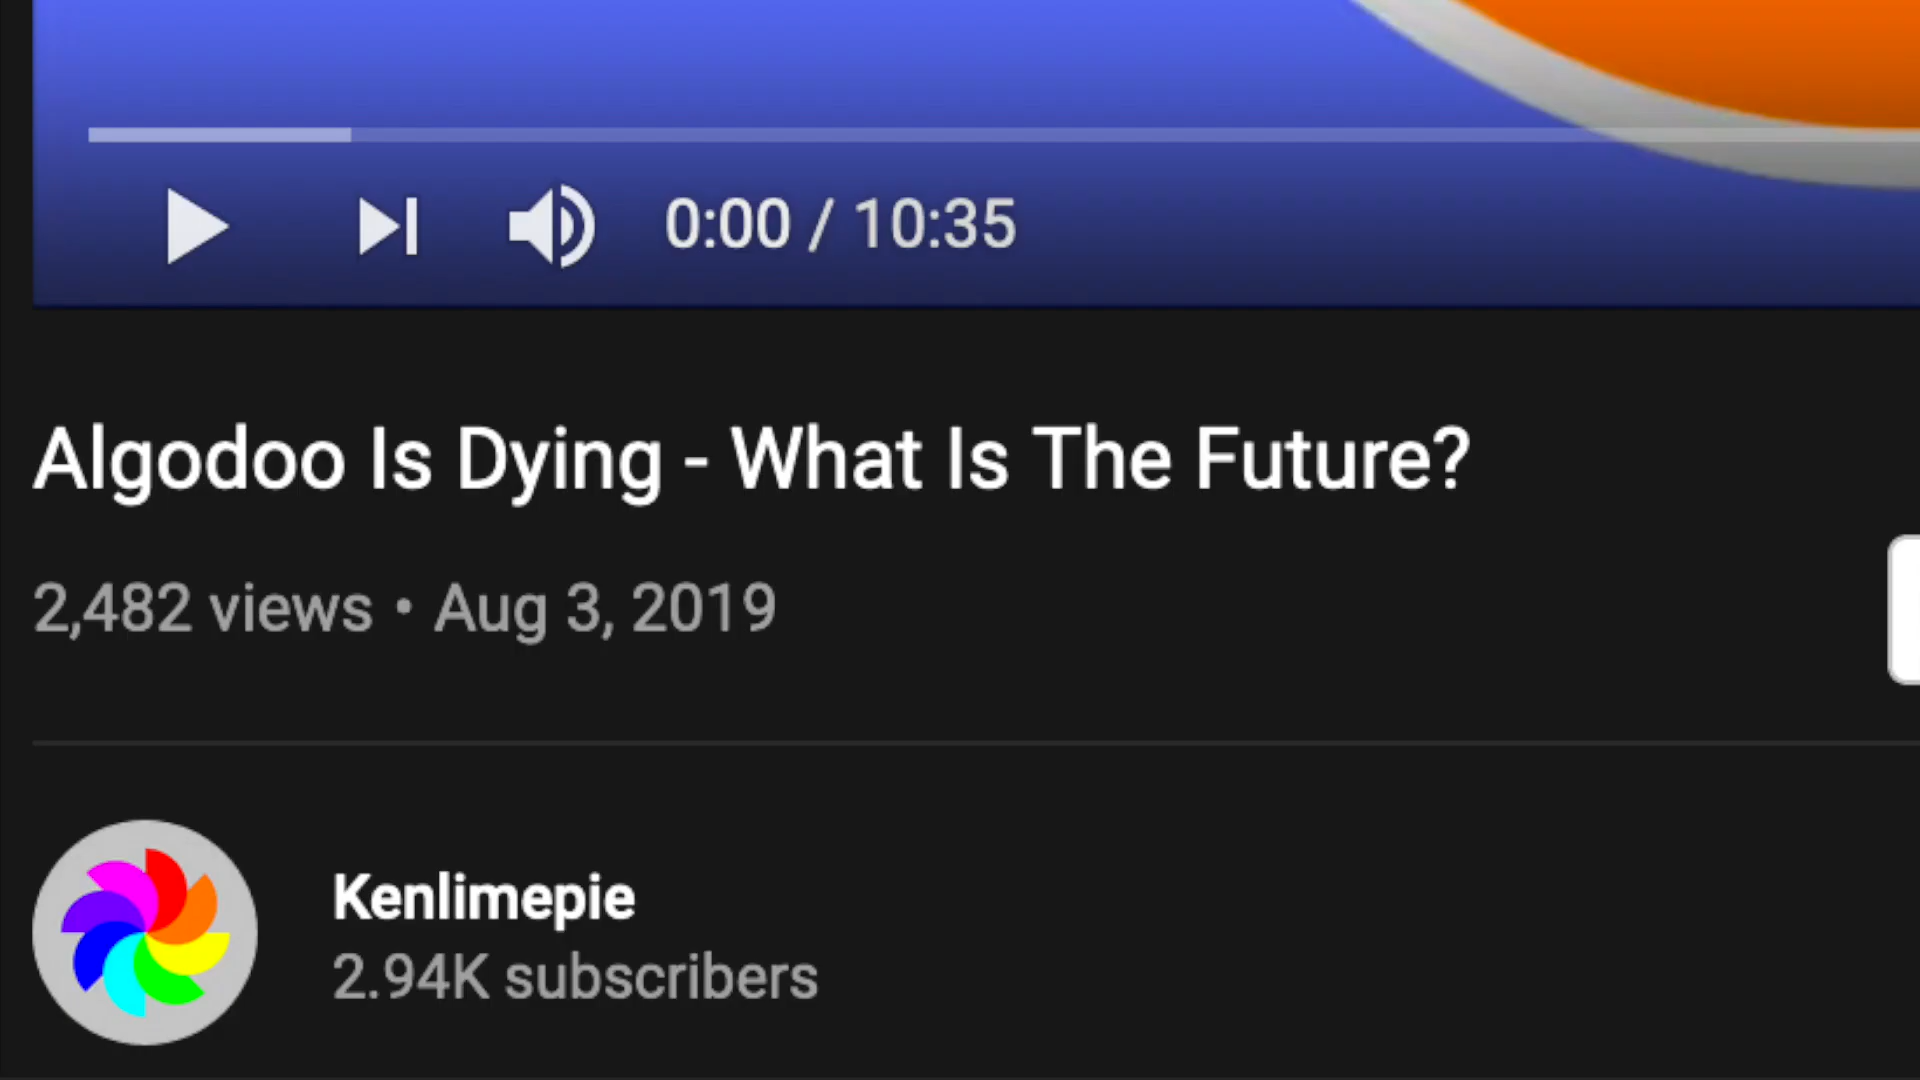 0:00 / 10:35
Algodoo Is Dying - What Is The Future?
2,482 views • Aug 3, 2019
Kenlimepie
2.94K subscribers